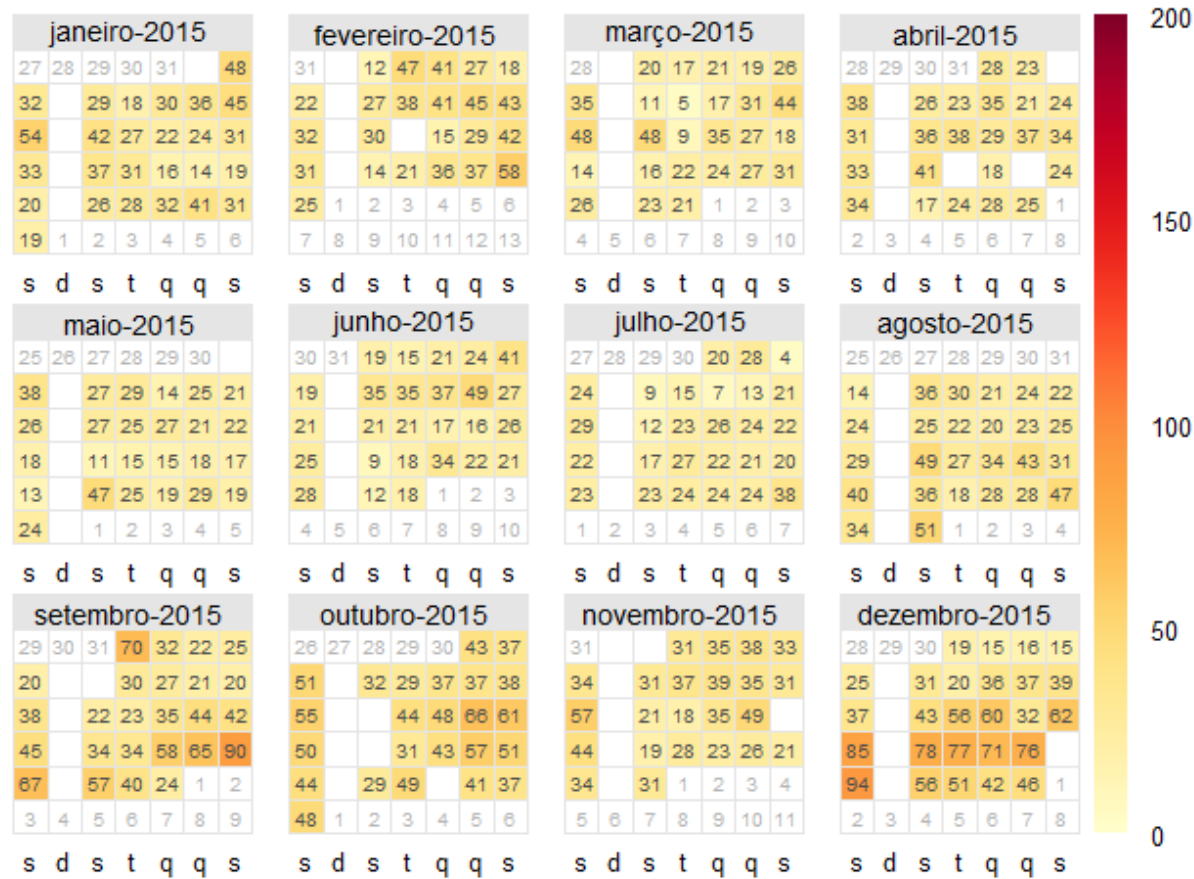 janeiro-2015 fevereiro-2015 março-2015 abril-2015 200
27 28 29 30 31 48 31 12 47 41 27 18 28 20 17 21 19 26 28 29 30 31 28 23
32 29 18 30 36 45 22 27 38 41 45 43 35 11 5 17 31 44 38 26 23 35 21 24
54 42 27 22 24 31 32 30 15 29 42 48 48 9 35 27 18 31 36 38 29 37 34
33 37 31 16 14 19 31 14 21 36 37 58 14 16 22 24 27 31 33 41 18 24
20 26 28 32 41 31 25 1 2 3 4 5 6 26 23 21 1 2 3 34 17 24 28 25 1
150
19 1 2 3 4 5 6 7 8 9 10 11 12 13 4 5 6 7 8 9 10 2 3 4 5 6 7 8
s d s t q q s s d s t q q s s d s t q q s s d s t q q s
maio-2015 junho-2015 julho-2015 agosto-2015
25 26 27 28 29 30 30 31 19 15 21 24 41 27 28 29 30 20 28 4 25 26 27 28 29 30 31
38 27 29 14 25 21 19 35 35 37 49 27 24 9 15 7 13 21 14 36 30 21 24 22
26 27 25 27 21 22 21 21 21 17 16 26 29 12 23 26 24 22 24 25 22 20 23 25
100
18 11 15 15 18 17 25 9 18 34 22 21 22 17 27 22 21 20 29 49 27 34 43 31
13 47 25 19 29 19 28 12 18 1 2 3 23 23 24 24 24 38 40 36 18 28 28 47
24 1 2 3 4 5 4 5 6 7 8 9 10 1 2 3 4 5 6 7 34 51 1 2 3 4
s d s t q q s s d s t q q s s d s t q q s s d s t q q s
setembro-2015 outubro-2015 novembro-2015 dezembro-2015
50
29 30 31 70 32 22 25 26 27 28 29 30 43 37 31 31 35 38 33 28 29 30 19 15 16 15
20 30 27 21 20 51 32 29 37 37 38 34 31 37 39 35 31 25 31 20 36 37 39
38 22 23 35 44 42 55 44 48 66 61 57 21 18 35 49 37 43 56 60 32 62
45 34 34 58 65 90 50 31 43 57 51 44 19 28 23 26 21 85 78 77 71 76
67 57 40 24 1 2 44 29 49 41 37 34 31 1 2 3 4 94 56 51 42 46 1
3 4 5 6 7 8 9 48 1 2 3 4 5 6 5 6 7 8 9 10 11 2 3 4 5 6 7 8
0
s d s t q q s s d s t q q s s d s t q q s s d s t q q s